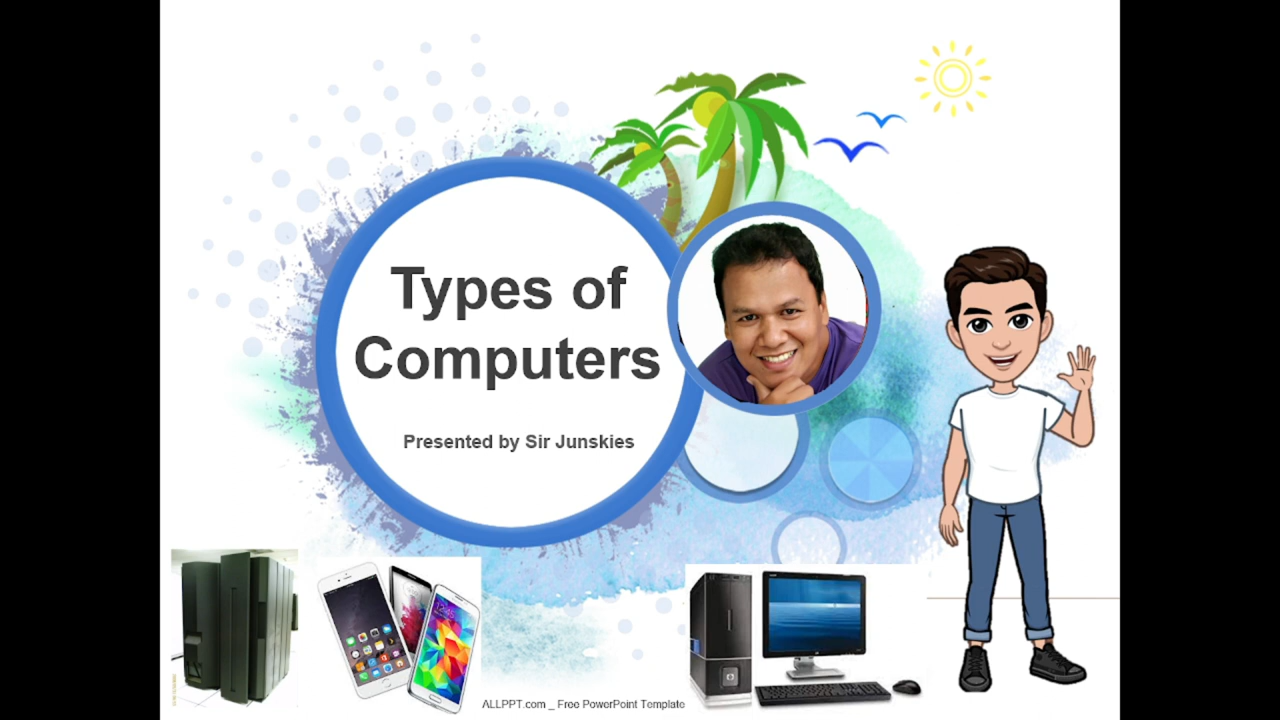 Types of
Computers
Presented by Sir Junskies
ALLPPT.com _ Free PowerPoint Template